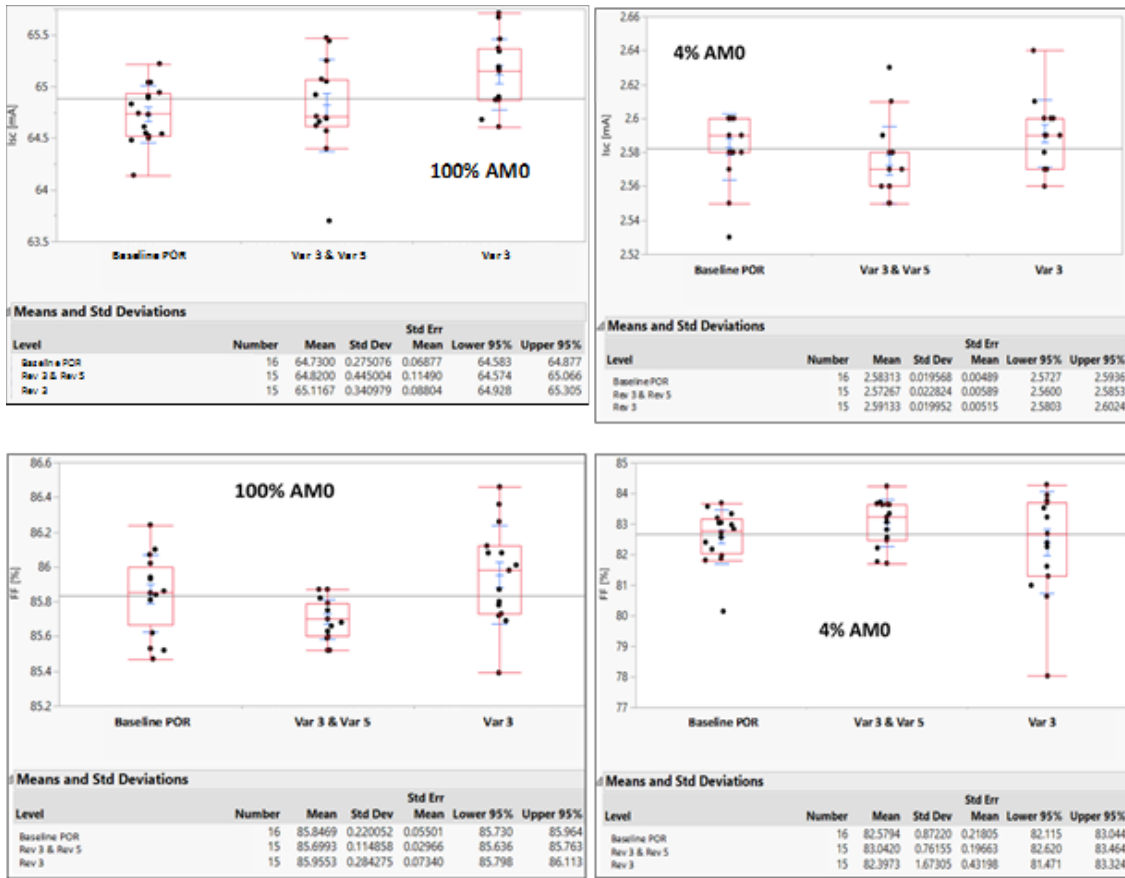 65.5
65
64.5
64
63.5
Isc [mA]
100% AM0
Baseline POR Var 3 & Var 5 Var 3
Means and Std Deviations
Std Err
Level Number Mean Std Dev Mean Lower 95% Upper 95%
Baseline POR 16 64.7300 0.275076 0.06877 64.583 64.877
Rev 3 & Rev 5 15 64.8200 0.445004 0.11490 64.574 65.066
Rev 3 15 65.1167 0.340979 0.08804 64.928 65.305
2.66
2.64
2.62
2.6
2.58
2.56
2.54
2.52
Isc [mA]
4% AM0
Baseline POR Var 3 & Var 5 Var 3
Means and Std Deviations
Std Err
Level Number Mean Std Dev Mean Lower 95% Upper 95%
Baseline POR 16 2.58313 0.019568 0.00489 2.5727 2.5936
Rev 3 & Rev 5 15 2.57267 0.022824 0.00589 2.5600 2.5853
Rev 3 15 2.59133 0.019952 0.00515 2.5803 2.6024
86.6
86.4
86.2
86
85.8
85.6
85.4
85.2
FF [%]
100% AM0
Baseline POR Var 3 & Var 5 Var 3
Means and Std Deviations
Std Err
Level Number Mean Std Dev Mean Lower 95% Upper 95%
Baseline POR 16 85.8469 0.220052 0.05501 85.730 85.964
Rev 3 & Rev 5 15 85.6993 0.114858 0.02966 85.636 85.763
Rev 3 15 85.9553 0.284275 0.07340 85.798 86.113
85
84
83
82
81
80
79
78
77
FF [%]
4% AM0
Baseline POR Var 3 & Var 5 Var 3
Means and Std Deviations
Std Err
Level Number Mean Std Dev Mean Lower 95% Upper 95%
Baseline POR 16 82.5794 0.87220 0.21805 82.115 83.044
Rev 3 & Rev 5 15 83.0420 0.76155 0.19663 82.620 83.464
Rev 3 15 82.3973 1.67305 0.43198 81.471 83.324